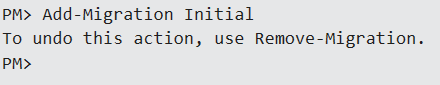 PM> Add-Migration Initial
To undo this action, use Remove-Migration.
PM>